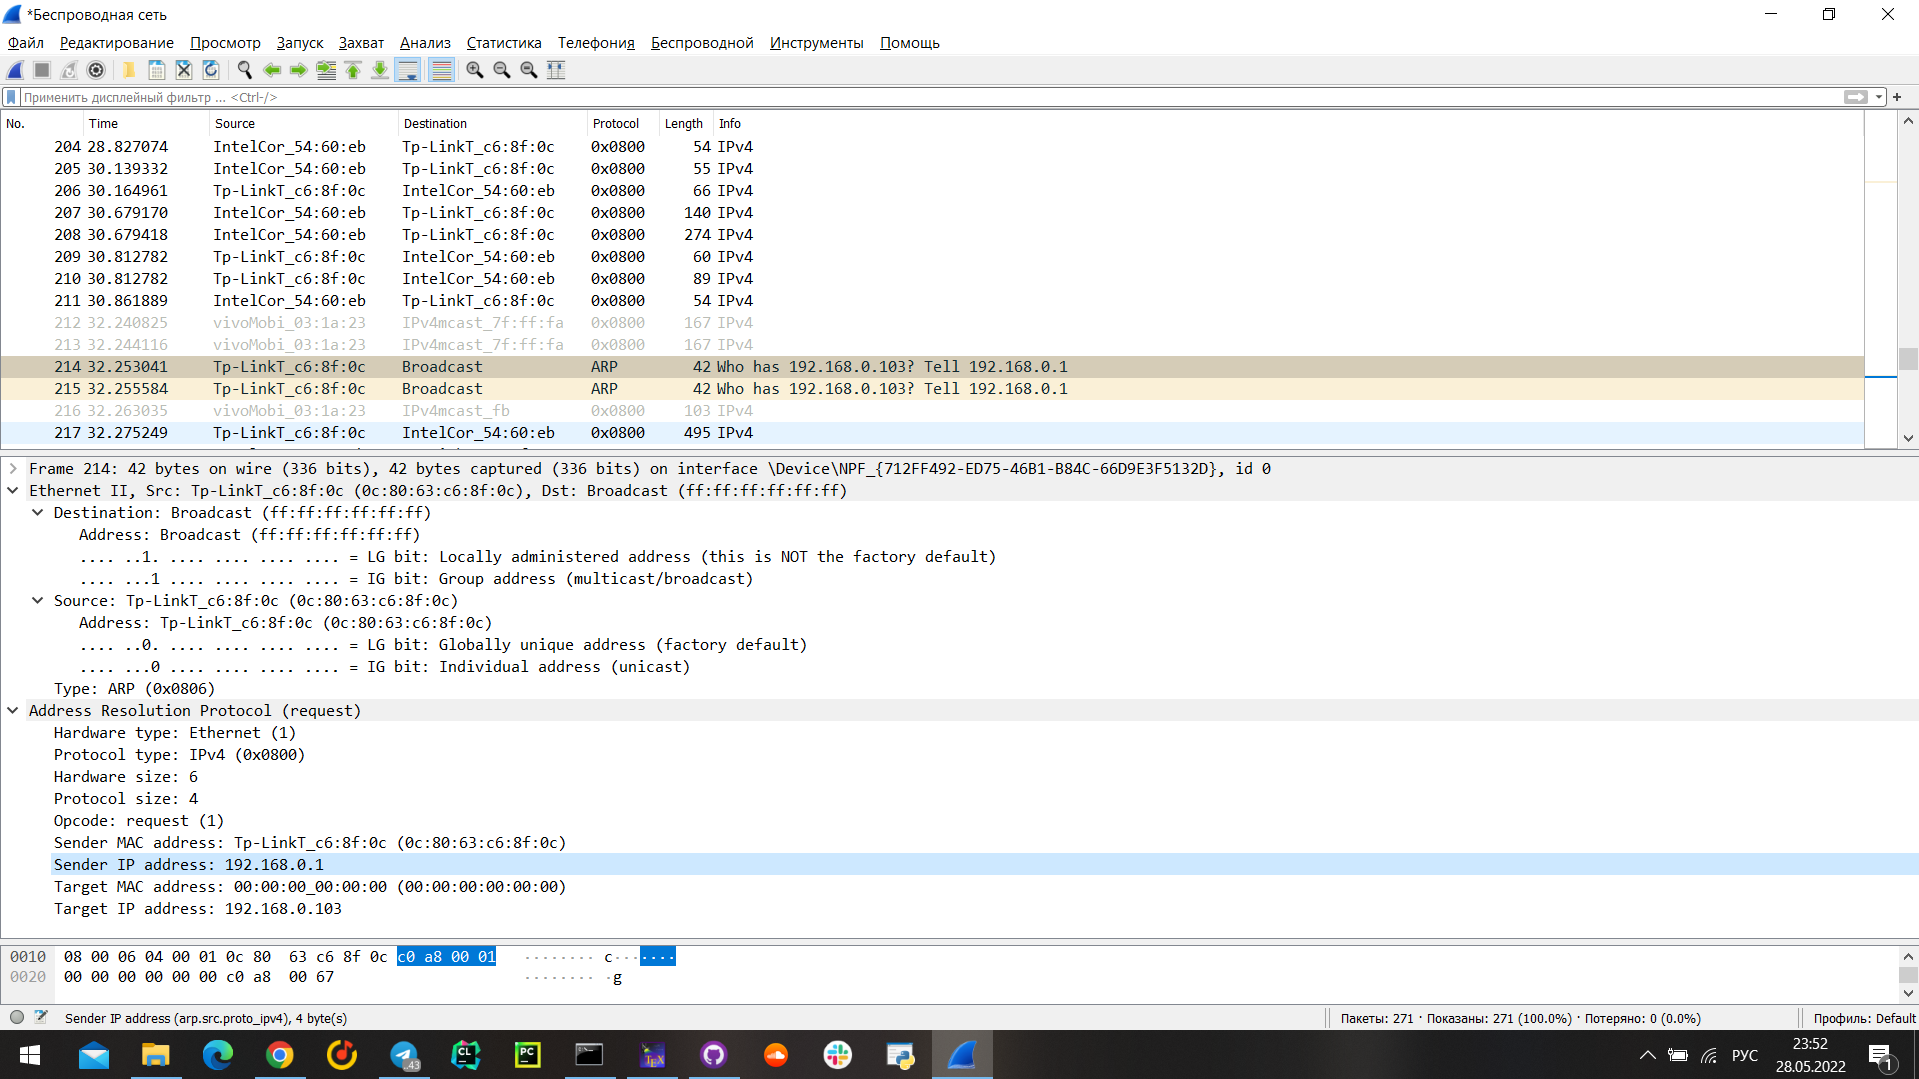 *Беспроводная сеть
Файл Редактирование Просмотр Запуск Захват Анализ Статистика Телефония Беспроводной Инструменты Помощь
Применить дисплейный фильтр ... <Ctrl-/>
No. Time Source Destination Protocol Length Info
204 28.827074 IntelCor_54:60:eb Tp-LinkT_c6:8f:0c 0x0800 54 IPv4
205 30.139332 IntelCor_54:60:eb Tp-LinkT_c6:8f:0c 0x0800 55 IPv4
206 30.164961 Tp-LinkT_c6:8f:0c IntelCor_54:60:eb 0x0800 66 IPv4
207 30.679170 IntelCor_54:60:eb Tp-LinkT_c6:8f:0c 0x0800 140 IPv4
208 30.679418 IntelCor_54:60:eb Tp-LinkT_c6:8f:0c 0x0800 274 IPv4
209 30.812782 Tp-LinkT_c6:8f:0c IntelCor_54:60:eb 0x0800 60 IPv4
210 30.812782 Tp-LinkT_c6:8f:0c IntelCor_54:60:eb 0x0800 89 IPv4
211 30.861889 IntelCor_54:60:eb Tp-LinkT_c6:8f:0c 0x0800 54 IPv4
212 32.240825 vivoMobi_03:1a:23 IPv4mcast_7f:ff:fa 0x0800 167 IPv4
213 32.244116 vivoMobi_03:1a:23 IPv4mcast_7f:ff:fa 0x0800 167 IPv4
214 32.253041 Tp-LinkT_c6:8f:0c Broadcast ARP 42 Who has 192.168.0.103? Tell 192.168.0.1
215 32.255584 Tp-LinkT_c6:8f:0c Broadcast ARP 42 Who has 192.168.0.103? Tell 192.168.0.1
216 32.263035 vivoMobi_03:1a:23 IPv4mcast_fb 0x0800 103 IPv4
217 32.275249 Tp-LinkT_c6:8f:0c IntelCor_54:60:eb 0x0800 495 IPv4
Frame 214: 42 bytes on wire (336 bits), 42 bytes captured (336 bits) on interface \Device\NPF_{712FF492-ED75-46B1-B84C-66D9E3F5132D}, id 0
Ethernet II, Src: Tp-LinkT_c6:8f:0c (0c:80:63:c6:8f:0c), Dst: Broadcast (ff:ff:ff:ff:ff:ff)
Destination: Broadcast (ff:ff:ff:ff:ff:ff)
Address: Broadcast (ff:ff:ff:ff:ff:ff)
.... ..1. .... .... .... .... = LG bit: Locally administered address (this is NOT the factory default)
.... ...1 .... .... .... .... = IG bit: Group address (multicast/broadcast)
Source: Tp-LinkT_c6:8f:0c (0c:80:63:c6:8f:0c)
Address: Tp-LinkT_c6:8f:0c (0c:80:63:c6:8f:0c)
.... ..0. .... .... .... .... = LG bit: Globally unique address (factory default)
.... ...0 .... .... .... .... = IG bit: Individual address (unicast)
Type: ARP (0x0806)
Address Resolution Protocol (request)
Hardware type: Ethernet (1)
Protocol type: IPv4 (0x0800)
Hardware size: 6
Protocol size: 4
Opcode: request (1)
Sender MAC address: Tp-LinkT_c6:8f:0c (0c:80:63:c6:8f:0c)
Sender IP address: 192.168.0.1
Target MAC address: 00:00:00_00:00:00 (00:00:00:00:00:00)
Target IP address: 192.168.0.103
0010 08 00 06 04 00 01 0c 80 63 c6 8f 0c c0 a8 00 01 ········ c··· ····
0020 00 00 00 00 00 00 c0 a8 00 67 ········ ·g
Sender IP address (arp.src.proto_ipv4), 4 byte(s) Пакеты: 271 · Показаны: 271 (100.0%) · Потеряно: 0 (0.0%) Профиль: Default
.43 CL PC TEX РУС 23:52
28.05.2022 1